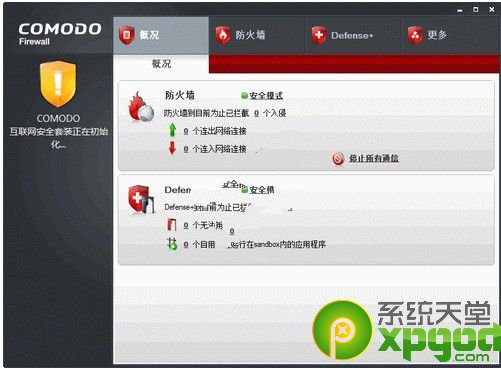 COMODO
Firewall
概况
防火墙
Defense+
更多
概况
COMODO
互联网安全套装正在初始
化...
防火墙
安全模式
防火墙到目前为止已拦截 0 个入侵
0 个连出网络连接
0 个连入网络连接
停止所有通信
Defen
安全模
Defense+到目前为止已拦
0 个无法
0
0 个目用
运行在sandbox内的应用程序
系统天堂
xpgod.com